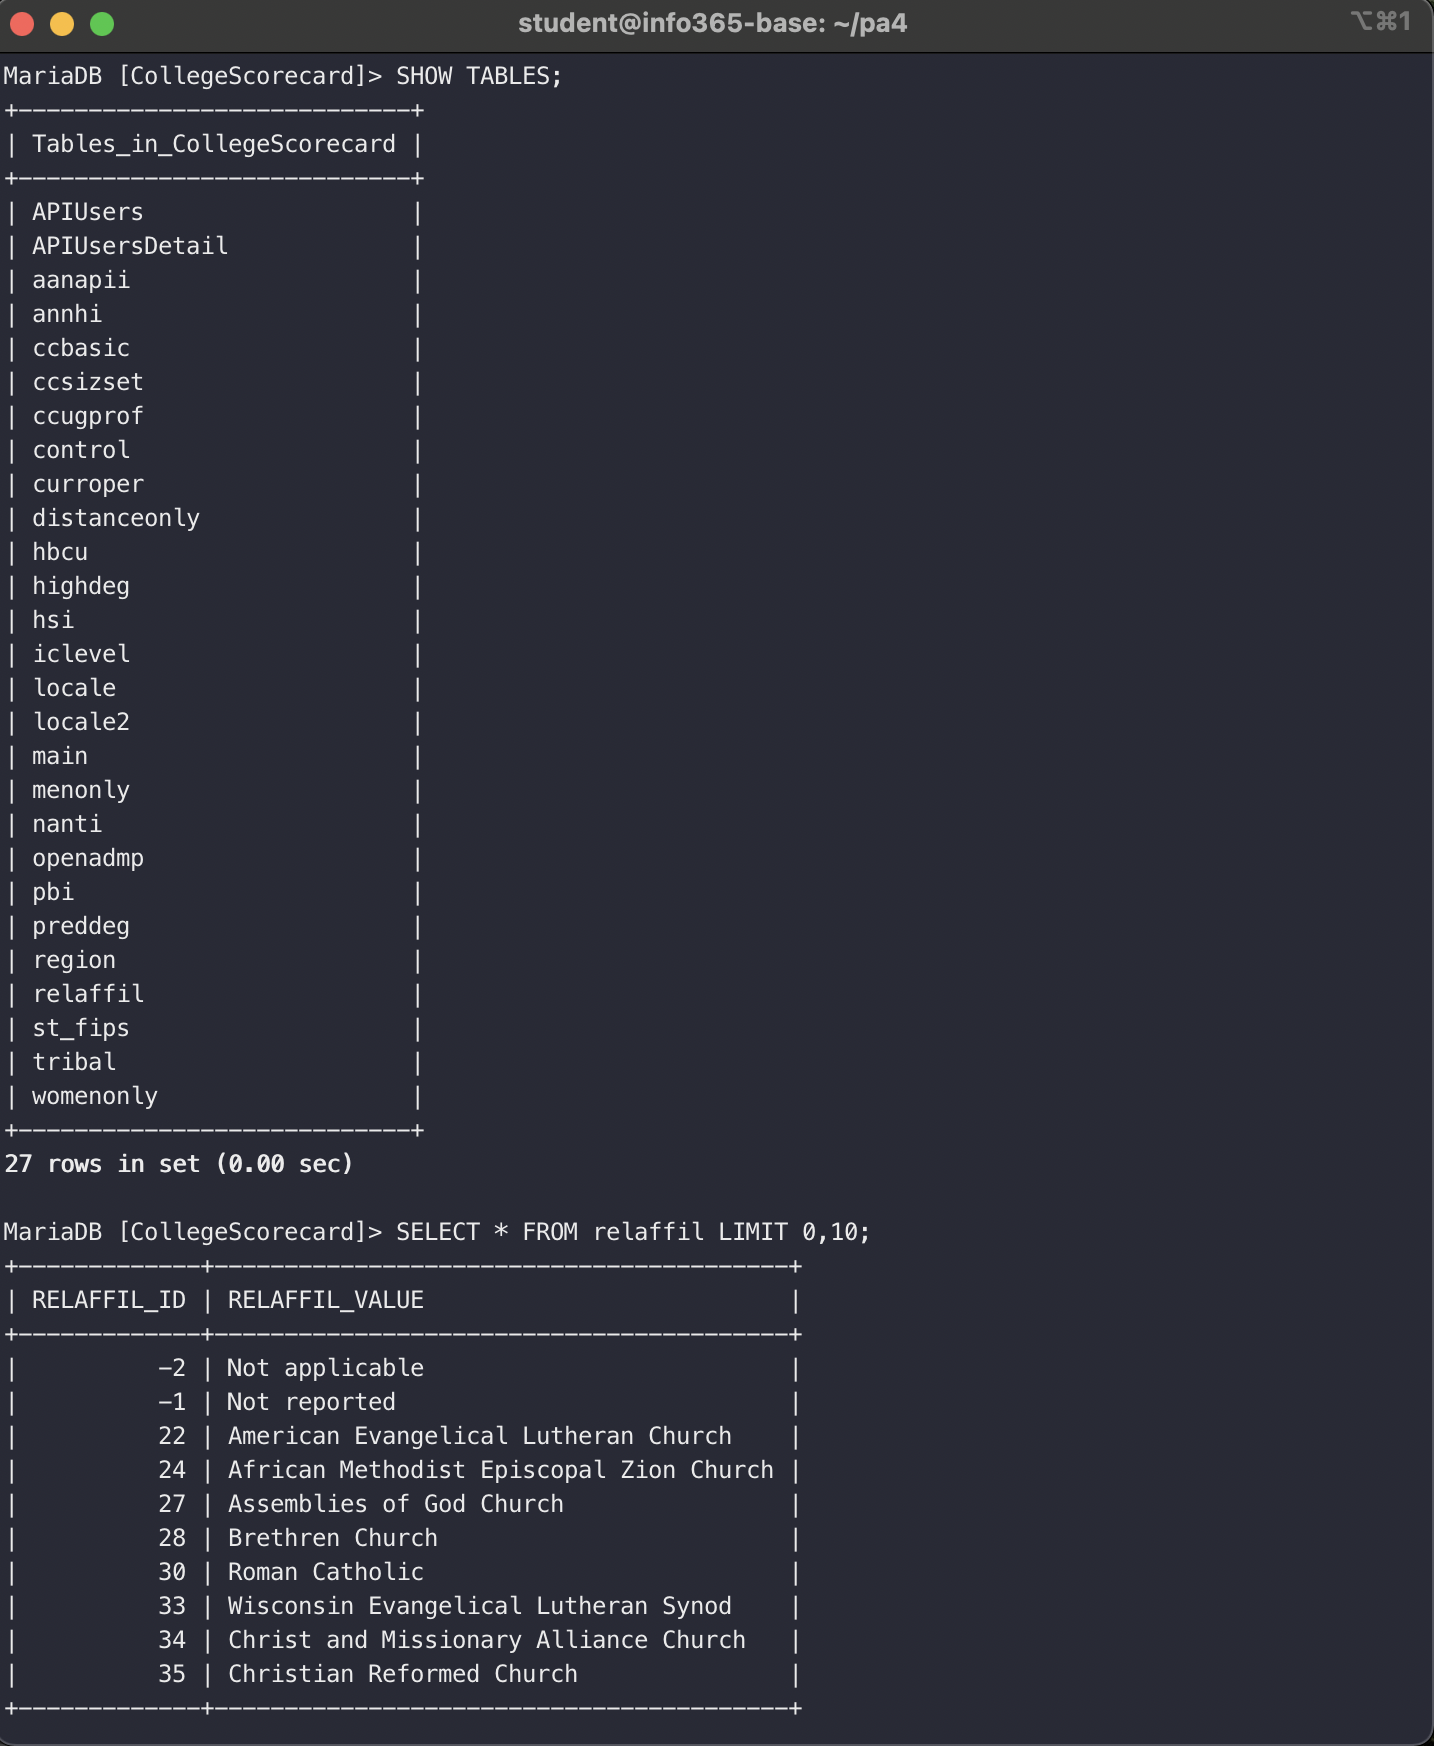 student@info365-base: ~/pa4
⌥⌘1
MariaDB [CollegeScorecard]> SHOW TABLES;
+----------------------------+
| Tables_in_CollegeScorecard |
+----------------------------+
| APIUsers                   |
| APIUsersDetail             |
| aanapii                    |
| annhi                      |
| ccbasic                    |
| ccsizset                   |
| ccugprof                   |
| control                    |
| curroper                   |
| distanceonly               |
| hbcu                       |
| highdeg                    |
| hsi                        |
| iclevel                    |
| locale                     |
| locale2                    |
| main                       |
| menonly                    |
| nanti                      |
| openadmp                   |
| pbi                        |
| preddeg                    |
| region                     |
| relaffil                   |
| st_fips                    |
| tribal                     |
| womenonly                  |
+----------------------------+
27 rows in set (0.00 sec)
MariaDB [CollegeScorecard]> SELECT * FROM relaffil LIMIT 0,10;
+-------------+-----------------------------------------+
| RELAFFIL_ID | RELAFFIL_VALUE                          |
+-------------+-----------------------------------------+
|          -2 | Not applicable                          |
|          -1 | Not reported                            |
|          22 | American Evangelical Lutheran Church    |
|          24 | African Methodist Episcopal Zion Church |
|          27 | Assemblies of God Church                |
|          28 | Brethren Church                         |
|          30 | Roman Catholic                          |
|          33 | Wisconsin Evangelical Lutheran Synod    |
|          34 | Christ and Missionary Alliance Church   |
|          35 | Christian Reformed Church               |
+-------------+-----------------------------------------+